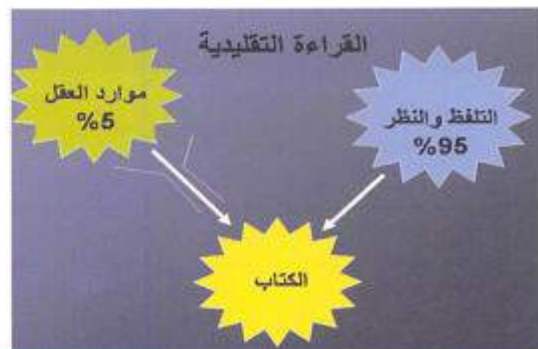 القراءة التقليدية
التلفظ والنظر
%95
موارد العقل
%5
الكتاب